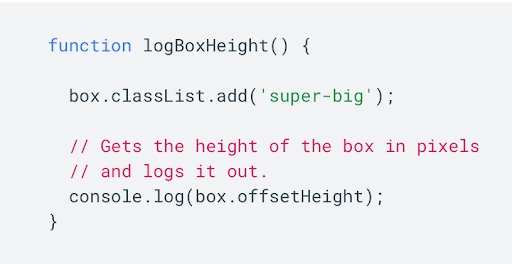 function logBoxHeight() {
box.classList.add('super-big');
// Gets the height of the box in pixels
// and logs it out.
console.log(box.offsetHeight);
}